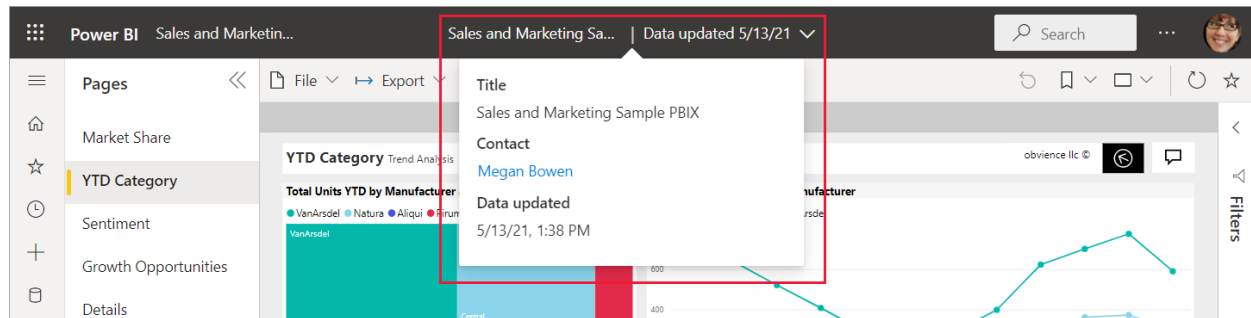 Power BI Sales and Marketin... Sales and Marketing Sa... | Data updated 5/13/21 Search ...
Pages
File Export
Title
Sales and Marketing Sample PBIX
Contact
Megan Bowen
Data updated
5/13/21, 1:38 PM
Market Share
YTD Category
Sentiment
Growth Opportunities
Details
YTD Category Trend Analysis
obvience llc ©
Total Units YTD by Manufacturer
VanArsdel Natura Aliqui
VanArsdel
Central
600
400
Filters